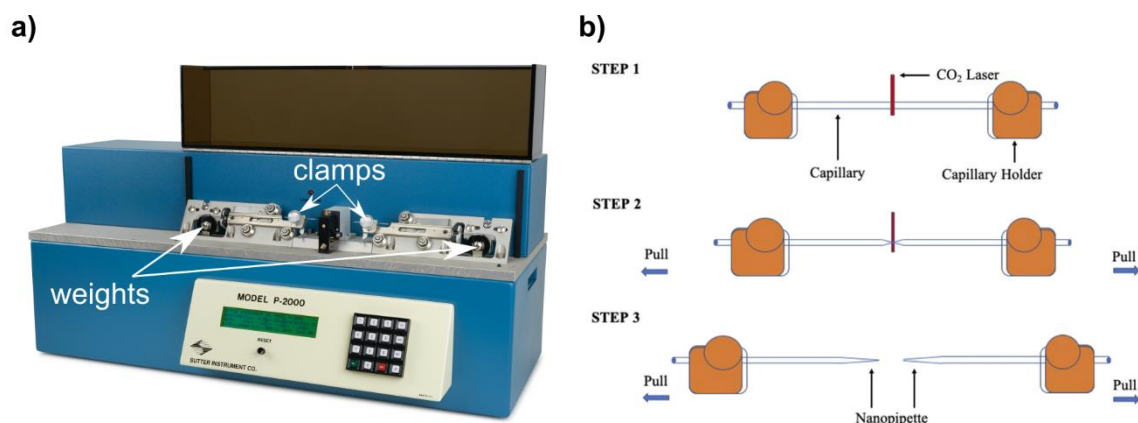 a)
clamps
weights
MODEL P-2000
RESET
SUTTER INSTRUMENT CO.
b)
STEP 1
CO₂ Laser
Capillary
Capillary Holder
STEP 2
Pull
Pull
STEP 3
Pull
Pull
Nanopipette